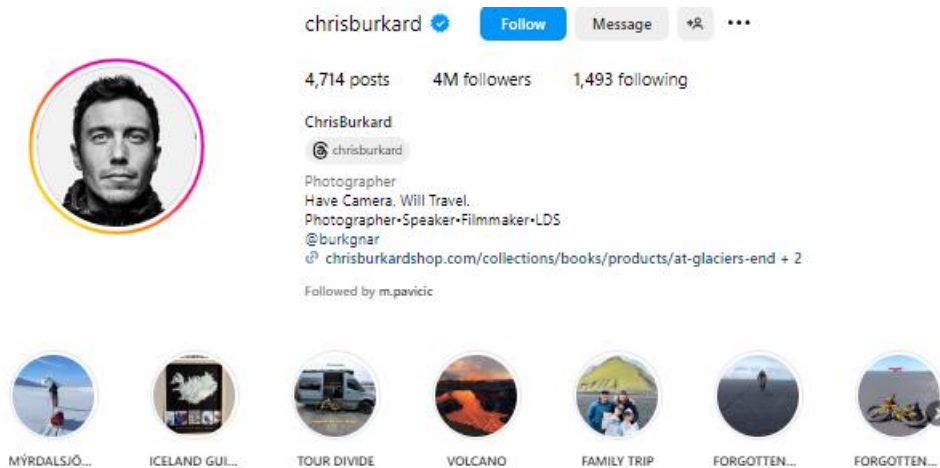 chrisburkard
Follow
Message
4,714 posts 4M followers 1,493 following
ChrisBurkard
chrisburkard
Photographer
Have Camera, Will Travel.
Photographer•Speaker•Filmmaker•LDS
@burkgnar
chrisburkardshop.com/collections/books/products/at-glaciers-end + 2
Followed by m.pavicic
MÝRDALSJÖ... ICELAND GUI... TOUR DIVIDE VOLCANO FAMILY TRIP FORGOTTEN... FORGOTTEN...